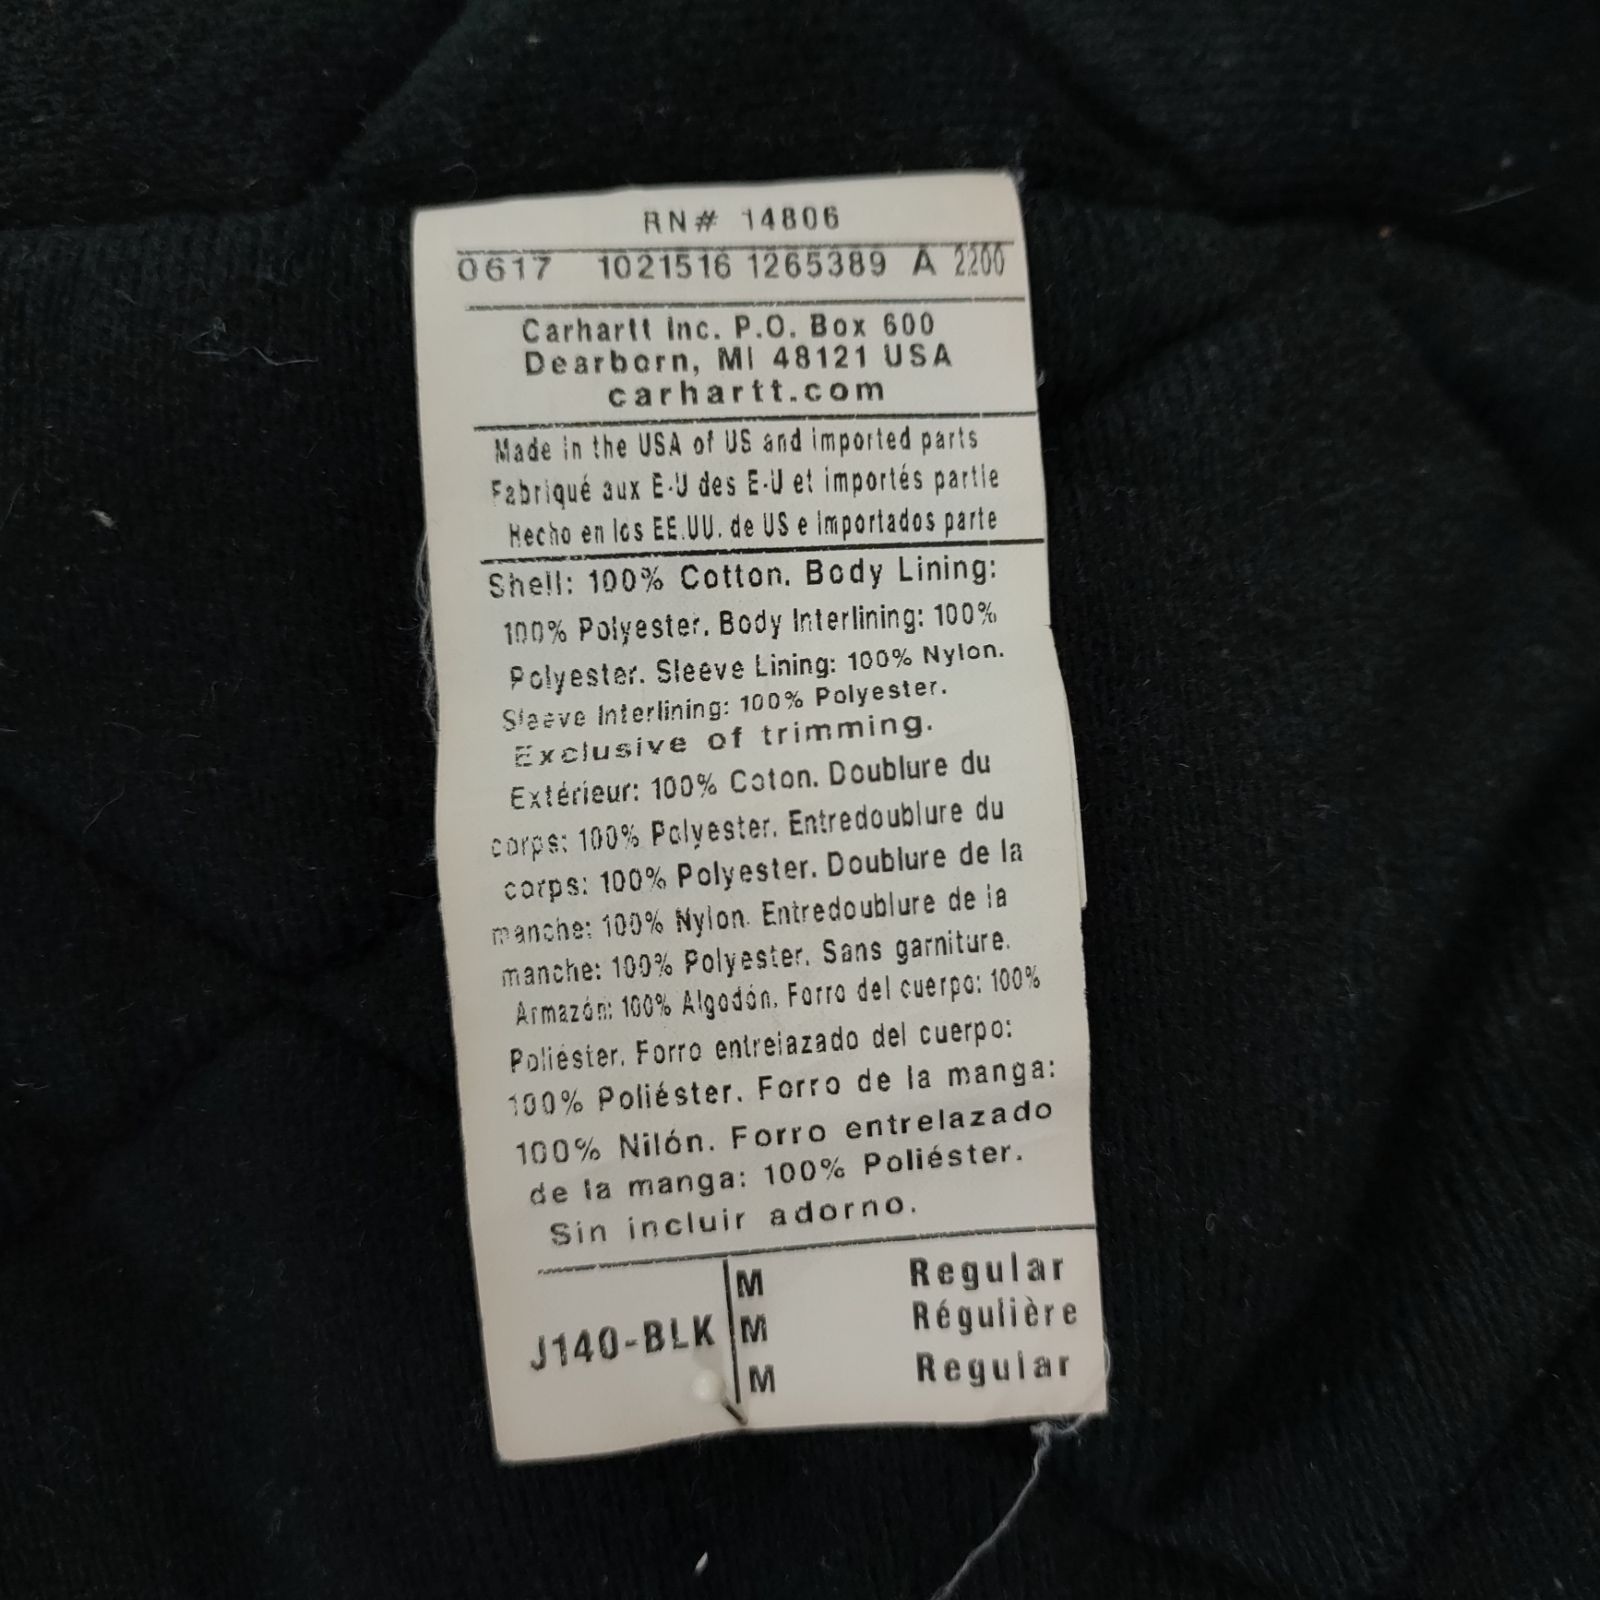 RN# 14806
0617 1021516 1265389 A 2200
Carhartt Inc. P.O. Box 600
Dearborn, MI 48121 USA
carhartt.com
Made in the USA of US and imported parts
Fabriqué aux E-U des E-U et importés partie
Hecho en los EE.UU. de US e importados parte
Shell: 100% Cotton. Body Lining:
100% Polyester. Body Interlining: 100%
Polyester. Sleeve Lining: 100% Nylon.
Sleeve Interlining: 100% Polyester.
Exclusive of trimming.
Extérieur: 100% Coton. Doublure du
corps: 100% Polyester. Entredoublure du
corps: 100% Polyester. Doublure de la
manche: 100% Nylon. Entredoublure de la
manche: 100% Polyester. Sans garniture.
Armazón: 100% Algodón. Forro del cuerpo: 100%
Poliéster. Forro entrelazado del cuerpo:
100% Poliéster. Forro de la manga:
100% Nilón. Forro entrelazado
de la manga: 100% Poliéster.
Sin incluir adorno.
M Regular
J140-BLK M Régulière
M Regular